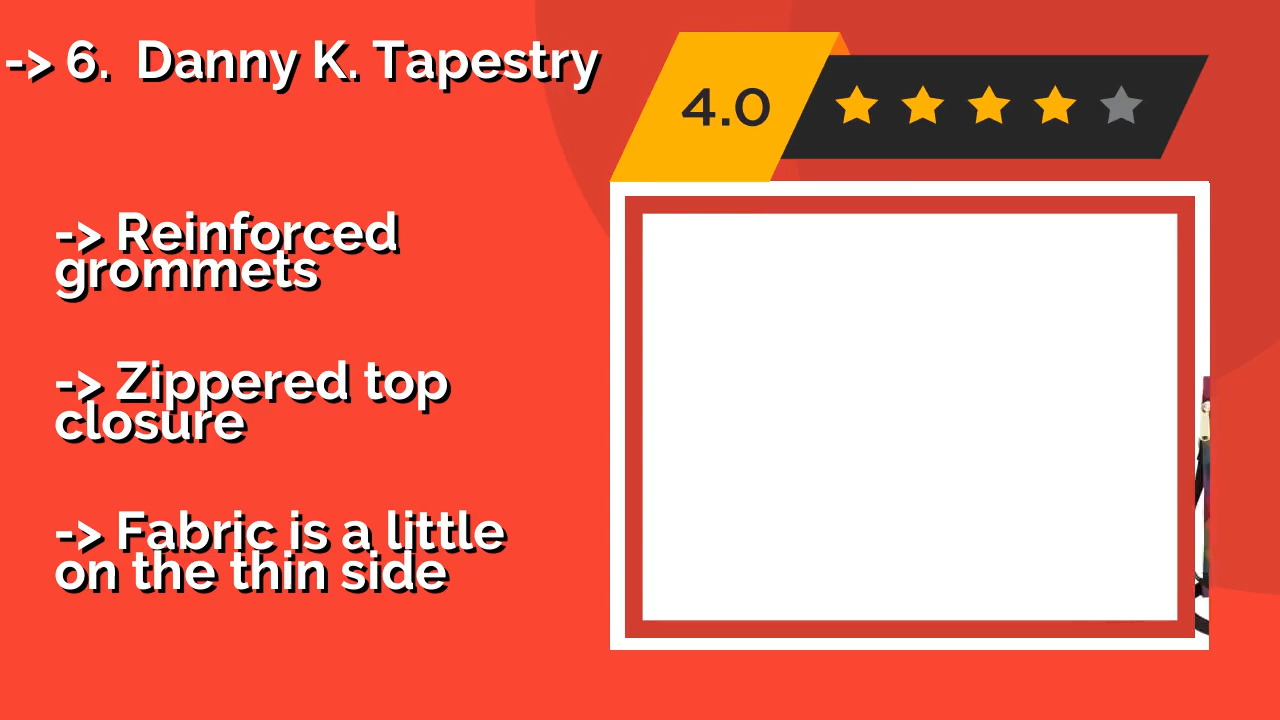 -> 6. Danny K. Tapestry
4.0
-> Reinforced
grommets
-> Zippered top
closure
-> Fabric is a little
on the thin side